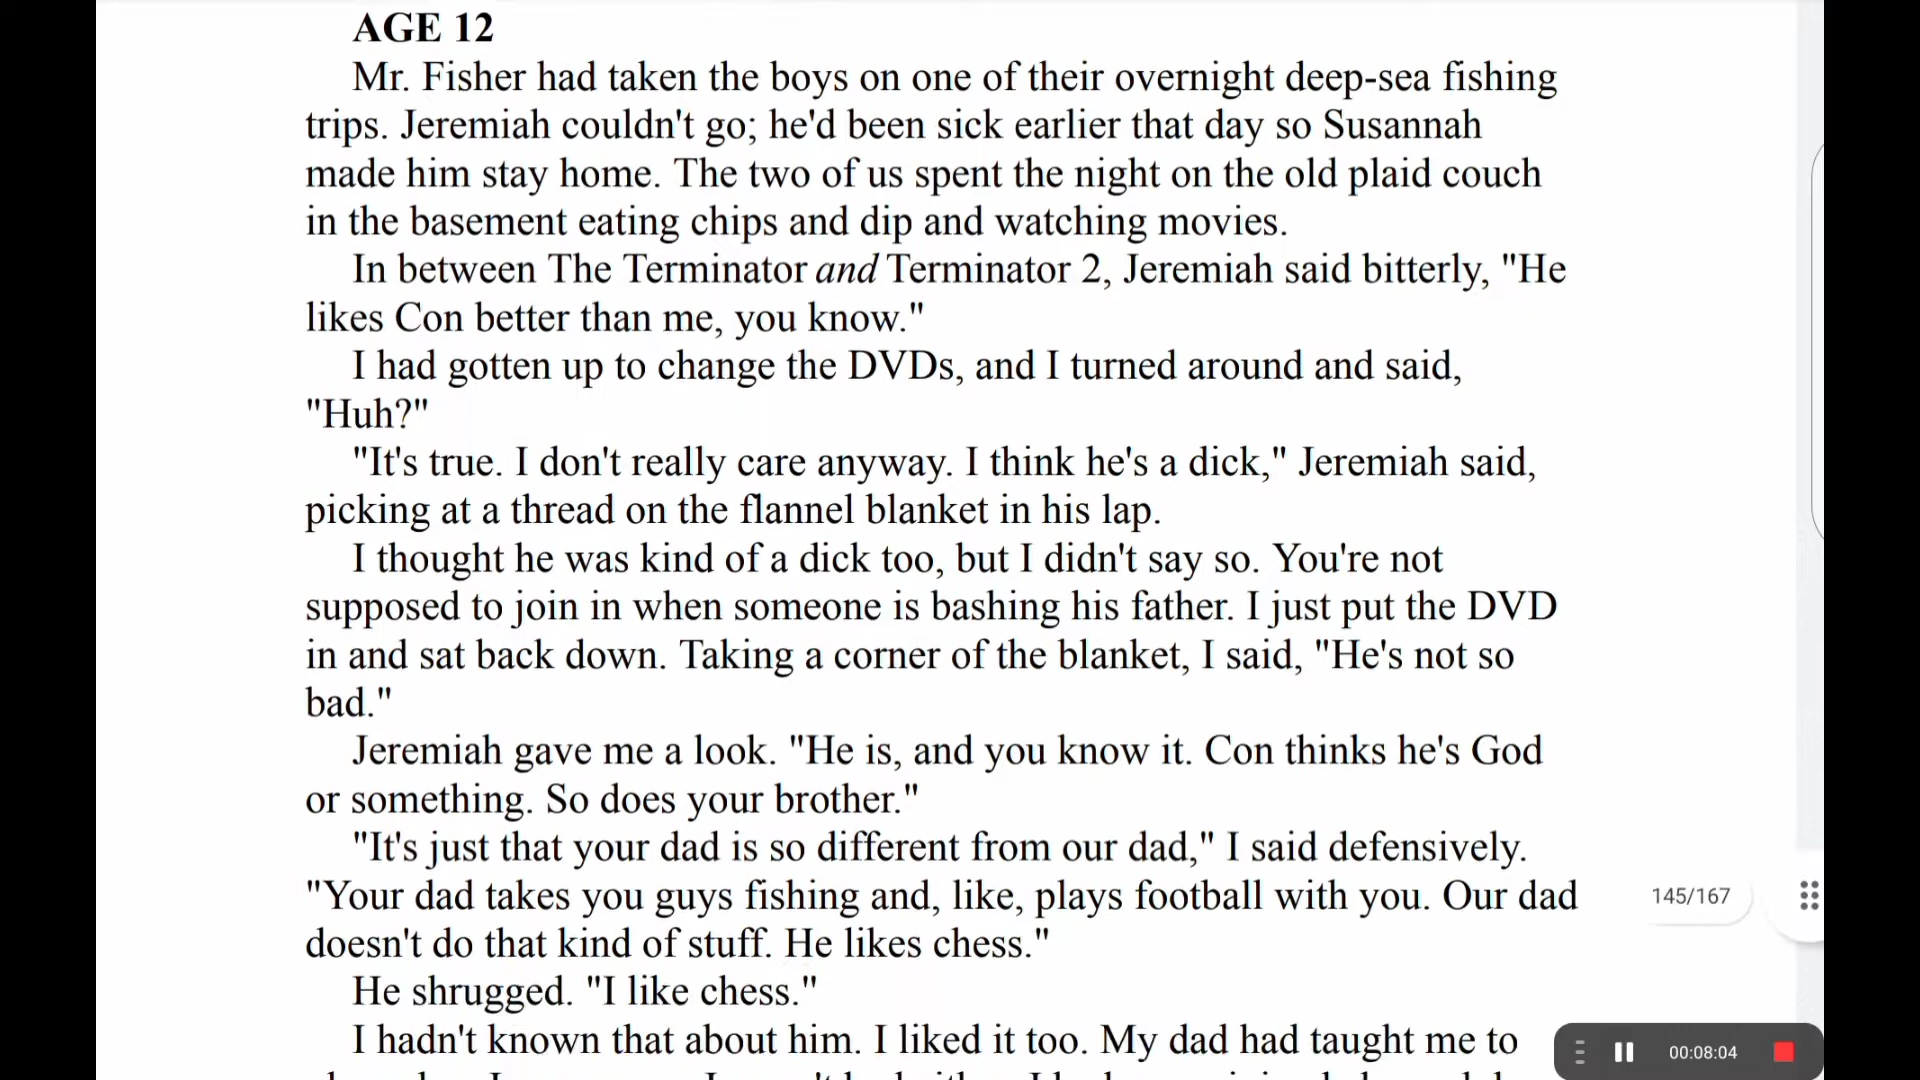 AGE 12
Mr. Fisher had taken the boys on one of their overnight deep-sea fishing
trips. Jeremiah couldn't go; he'd been sick earlier that day so Susannah
made him stay home. The two of us spent the night on the old plaid couch
in the basement eating chips and dip and watching movies.
In between The Terminator and Terminator 2, Jeremiah said bitterly, "He
likes Con better than me, you know."
I had gotten up to change the DVDs, and I turned around and said,
"Huh?"
"It's true. I don't really care anyway. I think he's a dick," Jeremiah said,
picking at a thread on the flannel blanket in his lap.
I thought he was kind of a dick too, but I didn't say so. You're not
supposed to join in when someone is bashing his father. I just put the DVD
in and sat back down. Taking a corner of the blanket, I said, "He's not so
bad."
Jeremiah gave me a look. "He is, and you know it. Con thinks he's God
or something. So does your brother."
"It's just that your dad is so different from our dad," I said defensively.
"Your dad takes you guys fishing and, like, plays football with you. Our dad
doesn't do that kind of stuff. He likes chess."
He shrugged. "I like chess."
I hadn't known that about him. I liked it too. My dad had taught me to
145/167
00:08:04